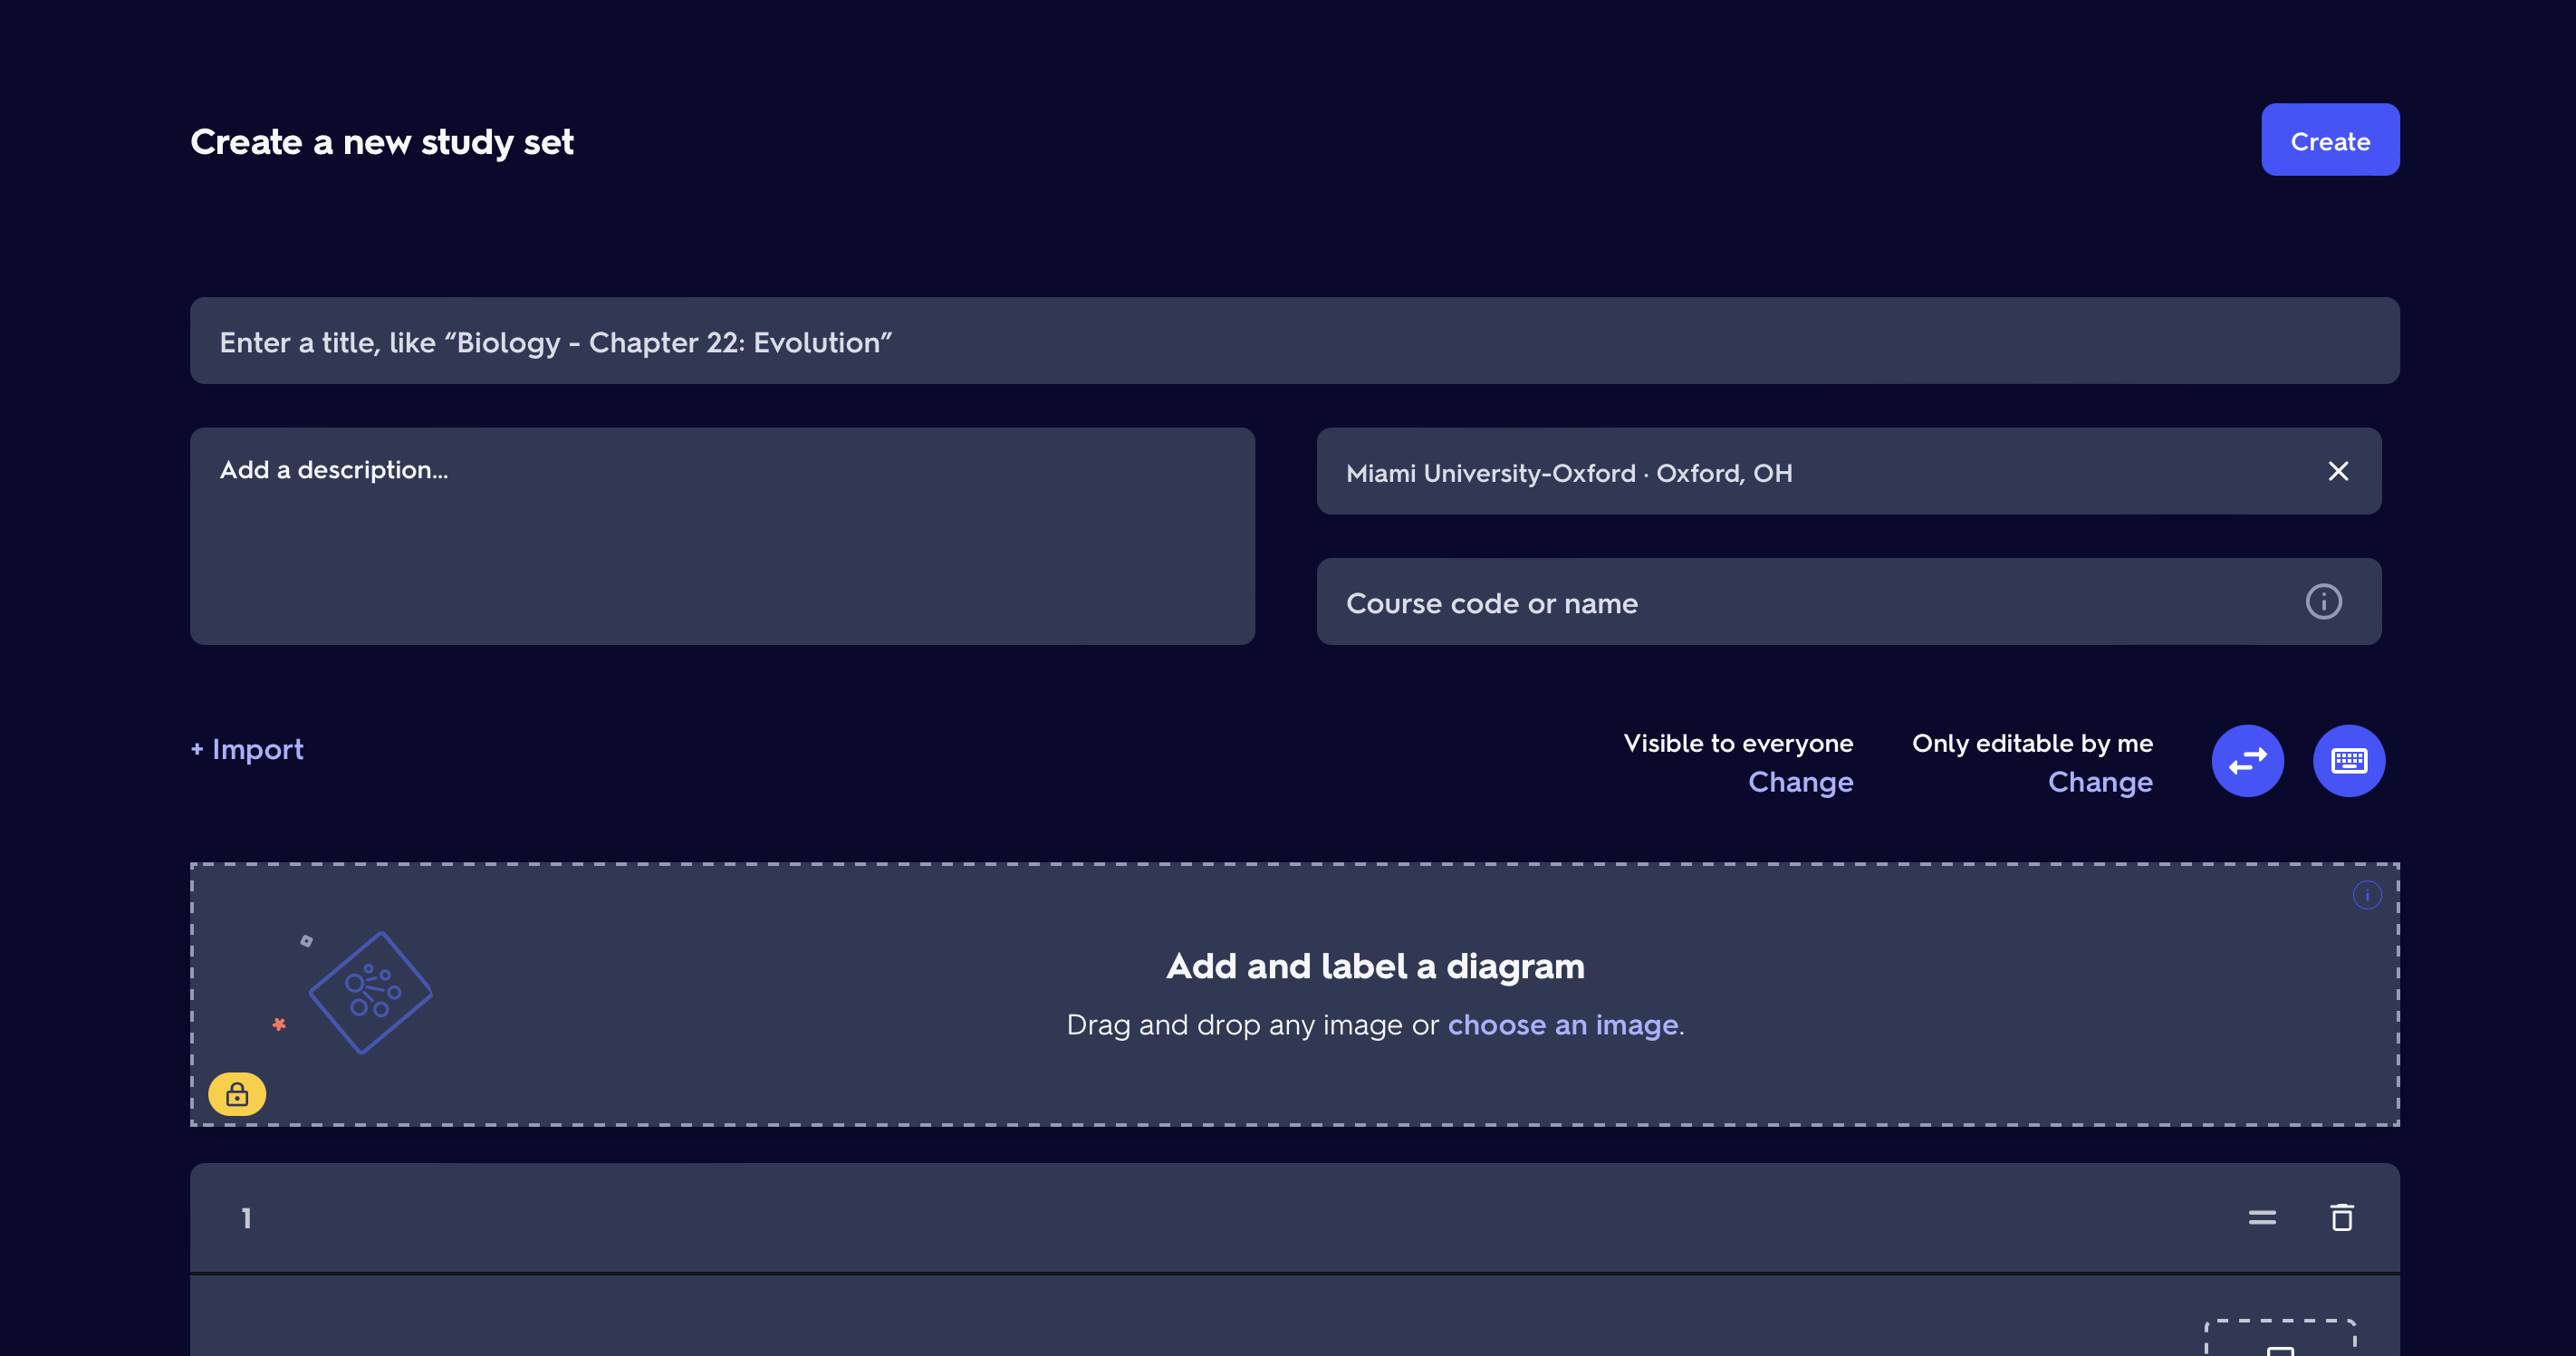 Create a new study set
Create
Enter a title, like “Biology - Chapter 22: Evolution”
Add a description...
Miami University-Oxford · Oxford, OH
Course code or name
+ Import
Visible to everyone
Change
Only editable by me
Change
Add and label a diagram
Drag and drop any image or choose an image.
1